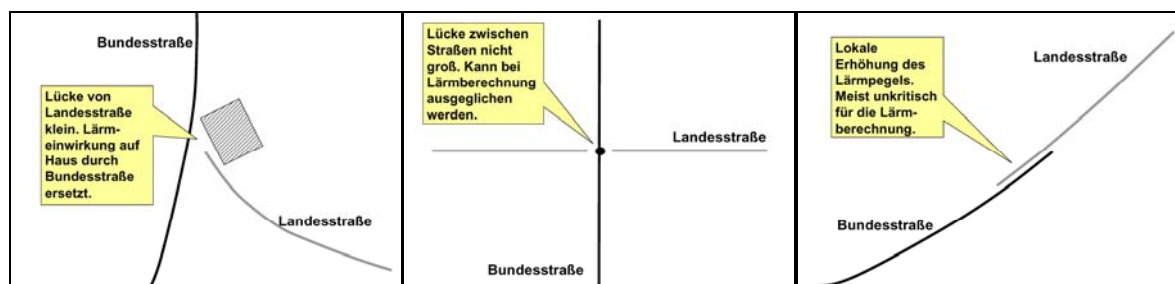 Bundesstraße
Lücke von
Landesstraße
klein. Lärm-
einwirkung auf
Haus durch
Bundesstraße
ersetzt.
Landesstraße
Lücke zwischen
Straßen nicht
groß. Kann bei
Lärmberechnung
ausgeglichen
werden.
Landesstraße
Bundesstraße
Lokale
Erhöhung des
Lärmpegels.
Meist unkritisch
für die Lärm-
berechnung.
Landesstraße
Bundesstraße